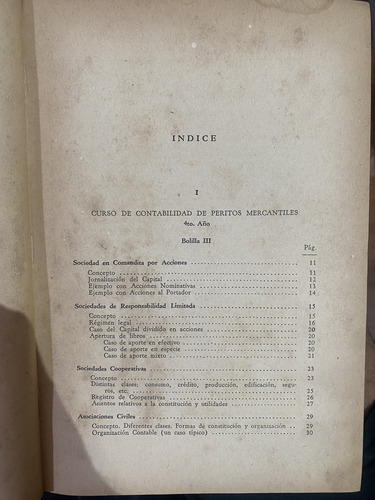 INDICE
I
CURSO DE CONTABILIDAD DE PERITOS MERCANTILES
4to. Año
Bolilla III
Pág.
Sociedad en Comandita por Acciones 11
Concepto 11
Jornalización del Capital 12
Ejemplo con Acciones Nominativas 13
Ejemplo con Acciones al Portador 14
Sociedades de Responsabilidad Limitada 15
Concepto 15
Régimen legal 16
Caso del Capital dividido en acciones 20
Apertura de libros 20
Caso de aporte en efectivo 20
Caso de aporte en especie 20
Caso de aporte mixto 21
Sociedades Cooperativas 23
Concepto 23
Distintas clases: consumo, crédito, producción, edificación, segu-
ros, etc. 25
Registro de Cooperativas 26
Asientos relativos a la constitución y utilidades 27
Asociaciones Civiles 29
Concepto. Diferentes clases. Formas de constitución y organización 29
Organización Contable (un caso típico) 30